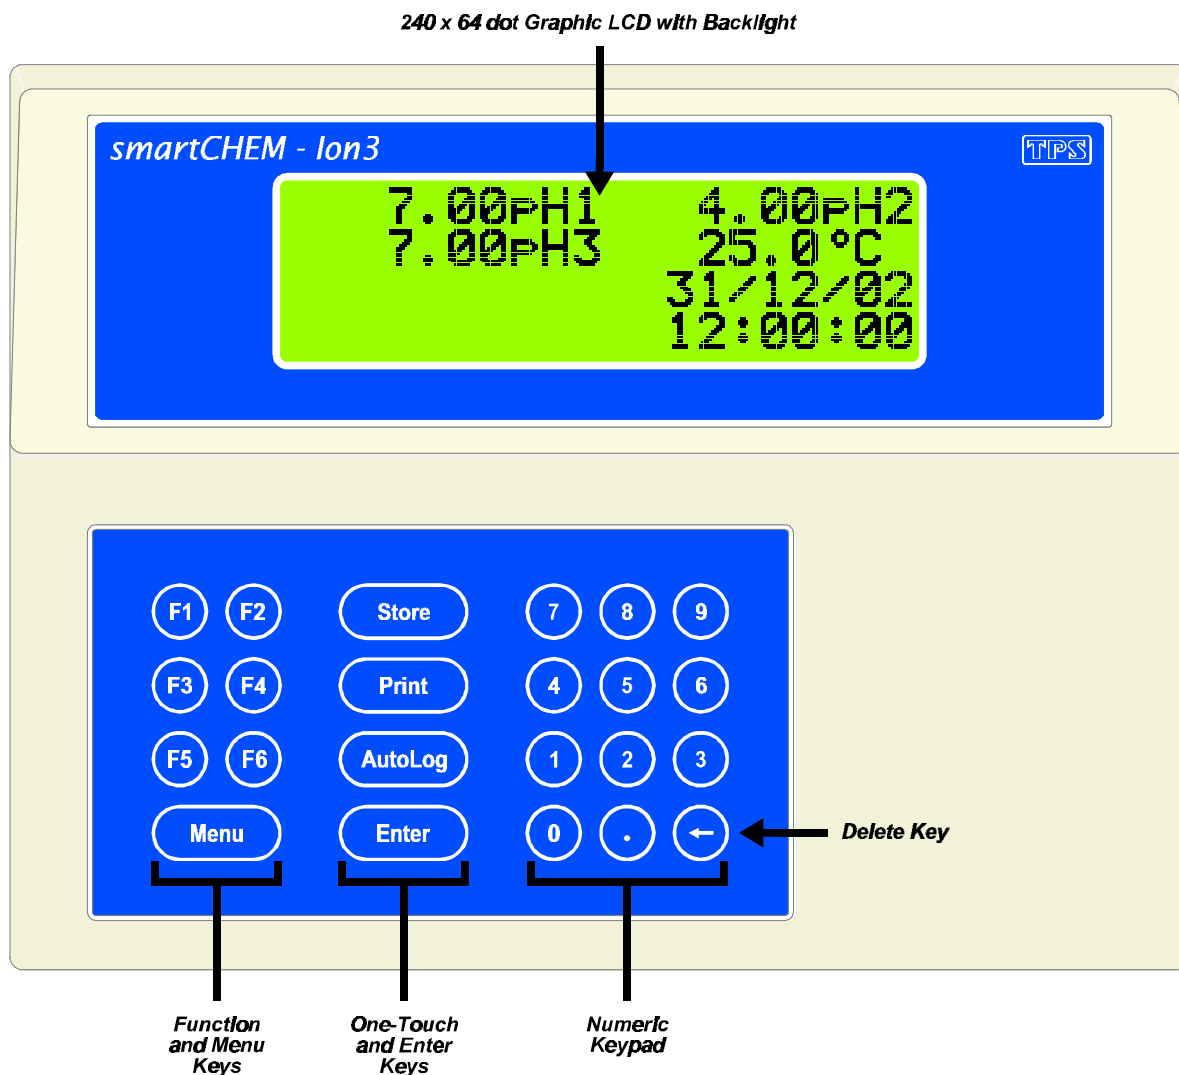 240 x 64 dot Graphic LCD with Backlight
smartCHEM - Ion3
TPS
7.00pH1 4.00pH2
7.00pH3 25.0°C
31/12/02
12:00:00
F1 F2 Store 7 8 9
F3 F4 Print 4 5 6
F5 F6 AutoLog 1 2 3
Menu Enter 0 . ←
Delete Key
Function
and Menu
Keys
One-Touch
and Enter
Keys
Numeric
Keypad